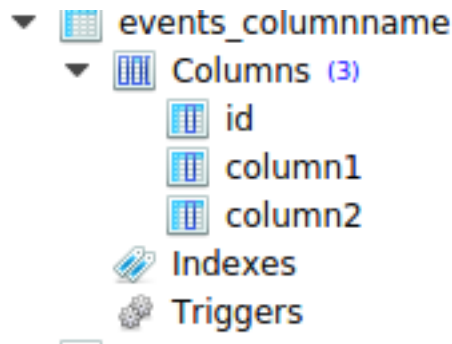 events_columnname
Columns (3)
id
column1
column2
Indexes
Triggers